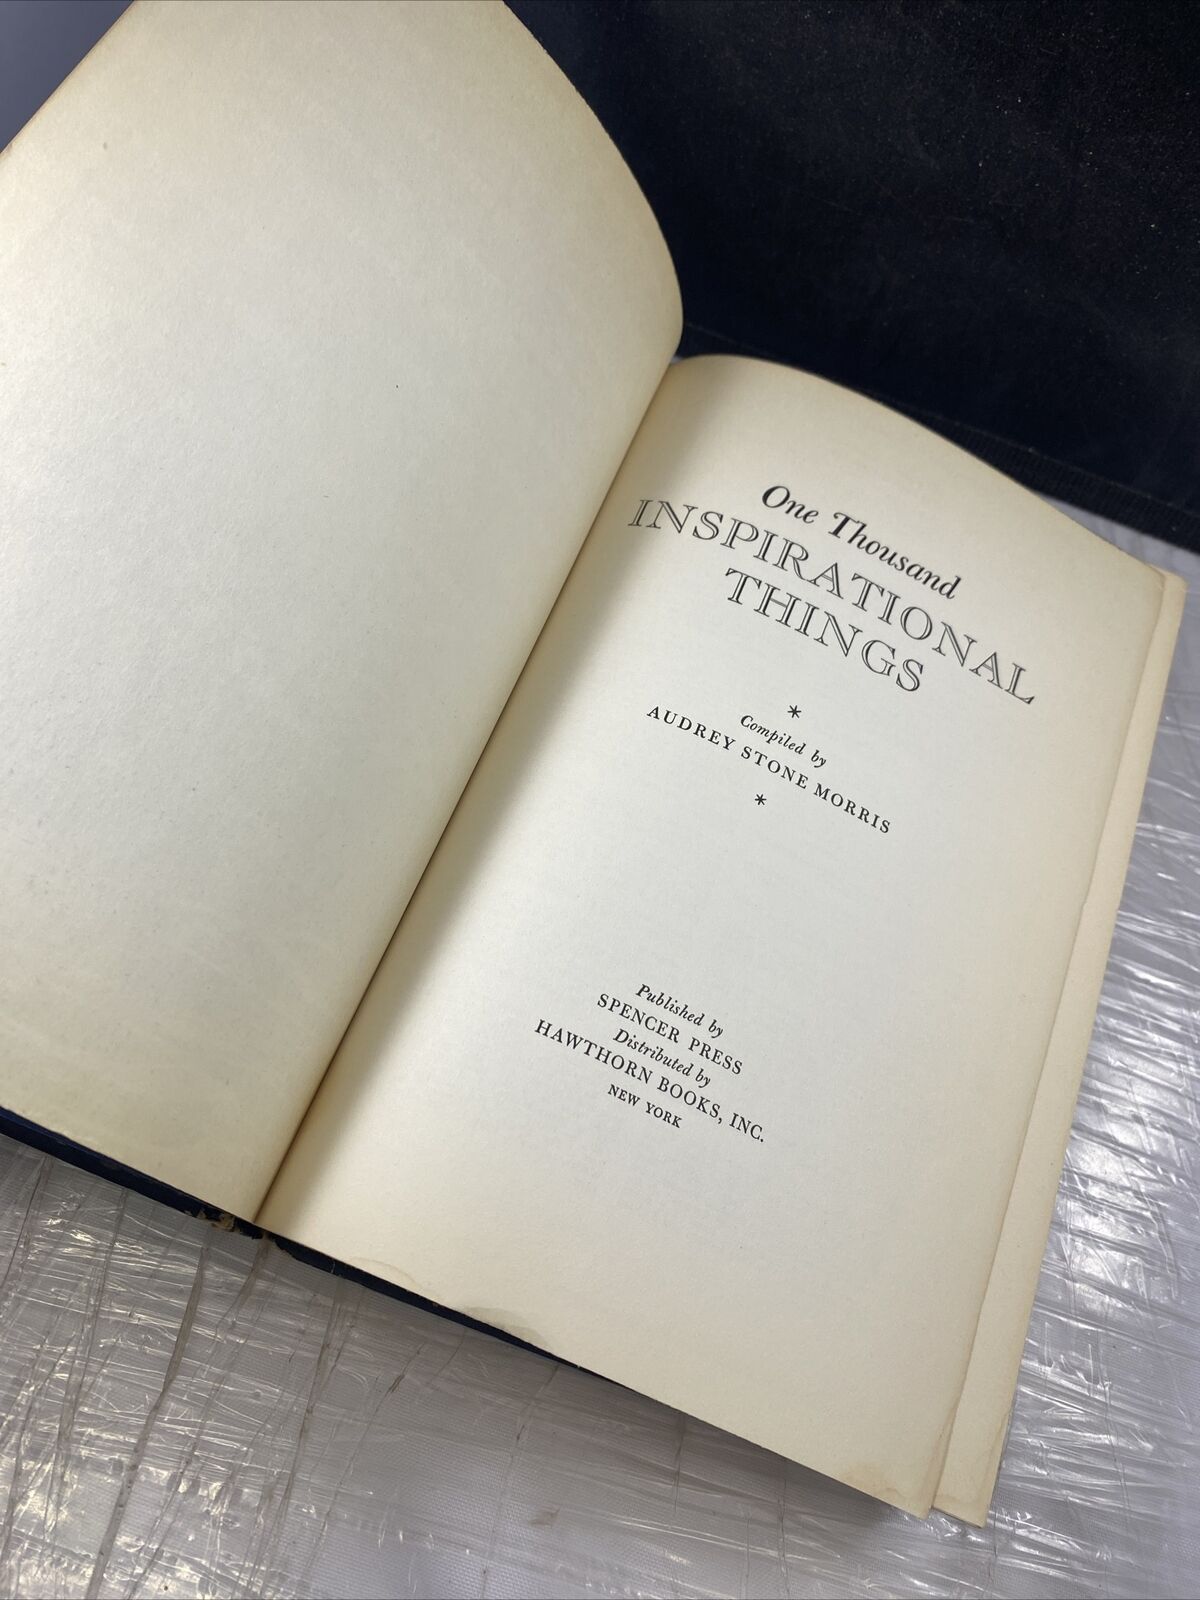 One Thousand
INSPIRATIONAL
THINGS
*
Compiled by
AUDREY STONE MORRIS
*
Published by
SPENCER PRESS
Distributed by
HAWTHORN BOOKS, INC.
NEW YORK